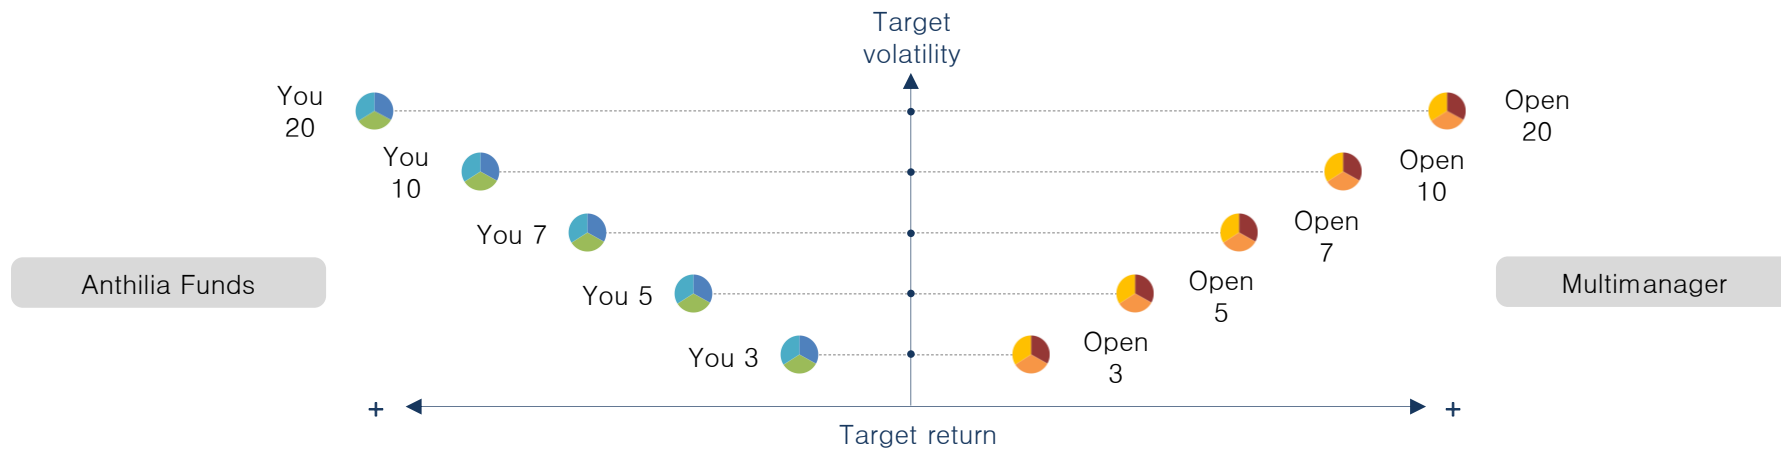 Target
volatility
You
20
Open
20
You
10
Open
10
You 7
Open
7
Anthilia Funds
Multimanager
You 5
Open
5
You 3
Open
3
+
+
Target return